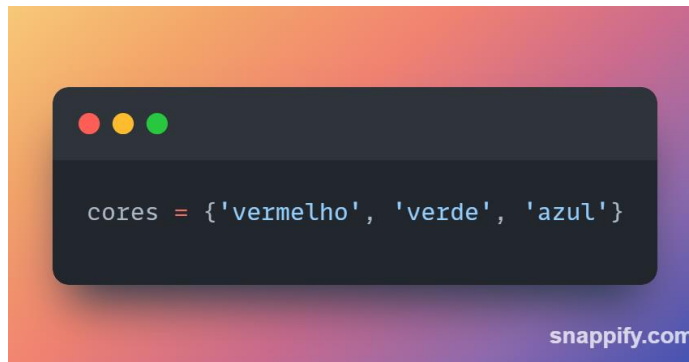 cores = {'vermelho', 'verde', 'azul'}
snappify.com